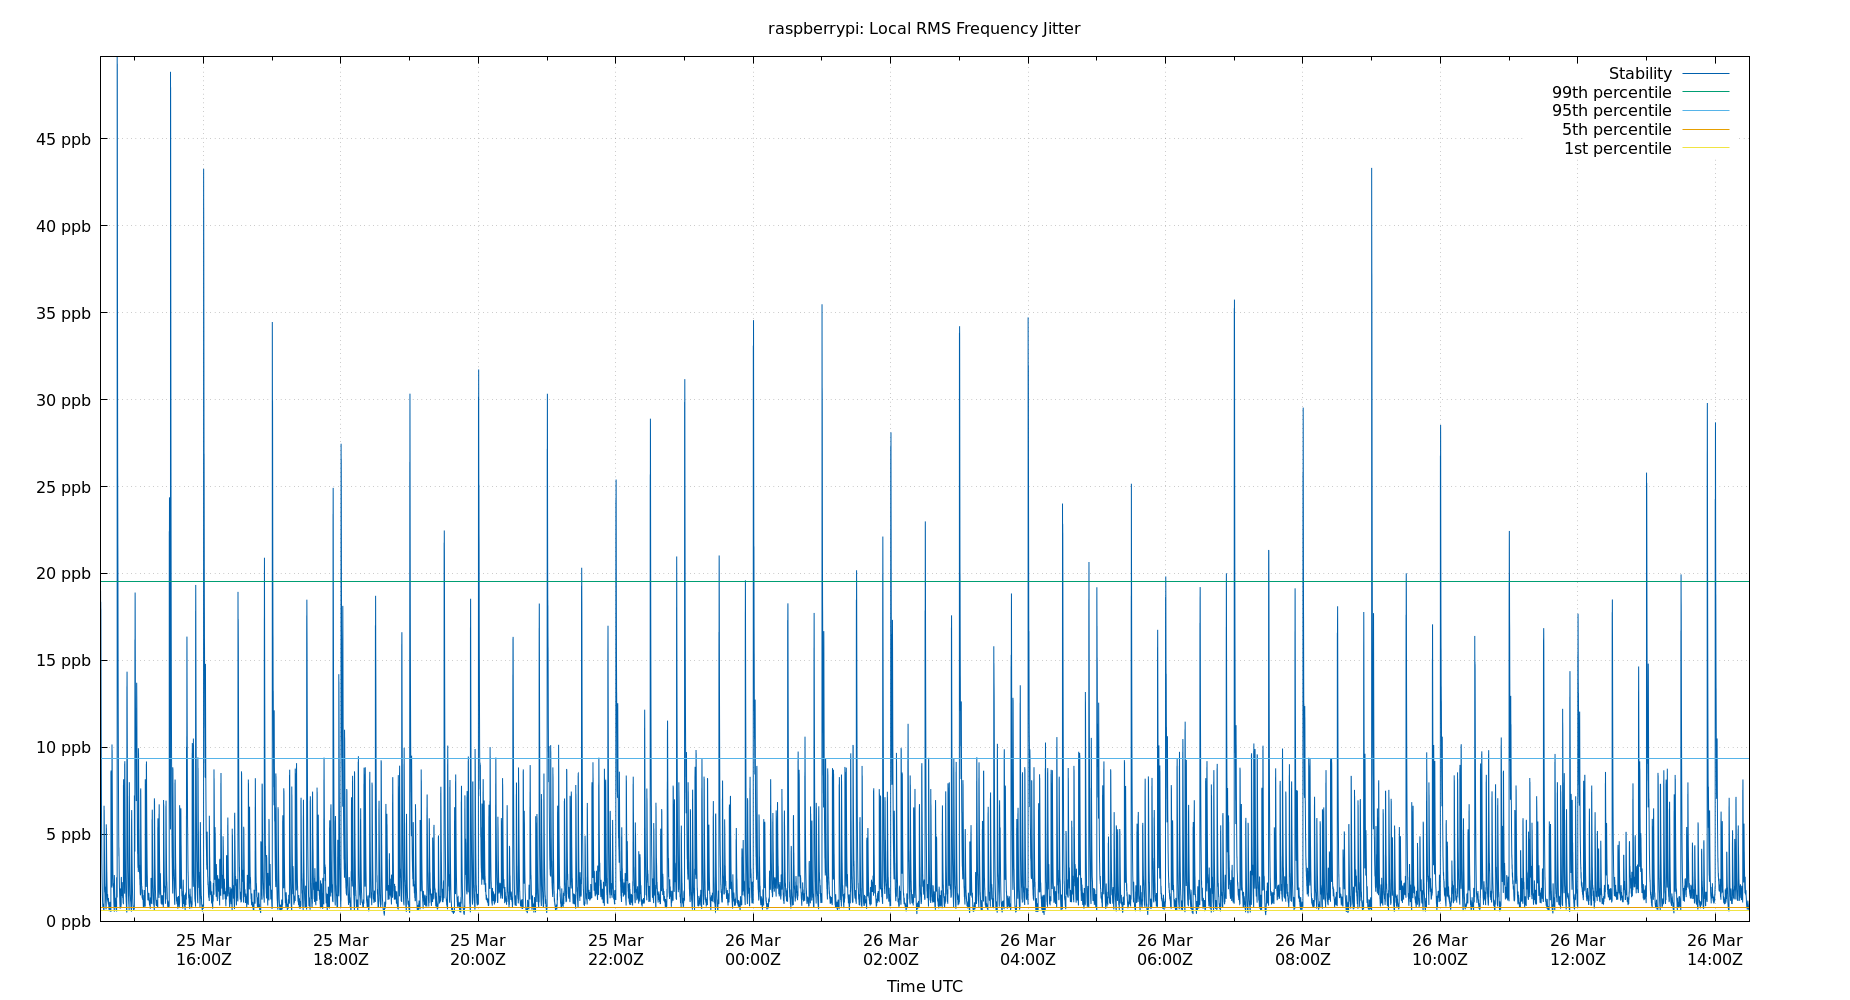 raspberrypi: Local RMS Frequency Jitter
Stability
99th percentile
95th percentile
5th percentile
1st percentile
45 ppb
40 ppb
35 ppb
30 ppb
25 ppb
20 ppb
15 ppb
10 ppb
5 ppb
0 ppb
25 Mar 25 Mar 25 Mar 25 Mar 26 Mar 26 Mar 26 Mar 26 Mar 26 Mar 26 Mar 26 Mar 26 Mar
16:00Z 18:00Z 20:00Z 22:00Z 00:00Z 02:00Z 04:00Z 06:00Z 08:00Z 10:00Z 12:00Z 14:00Z
Time UTC